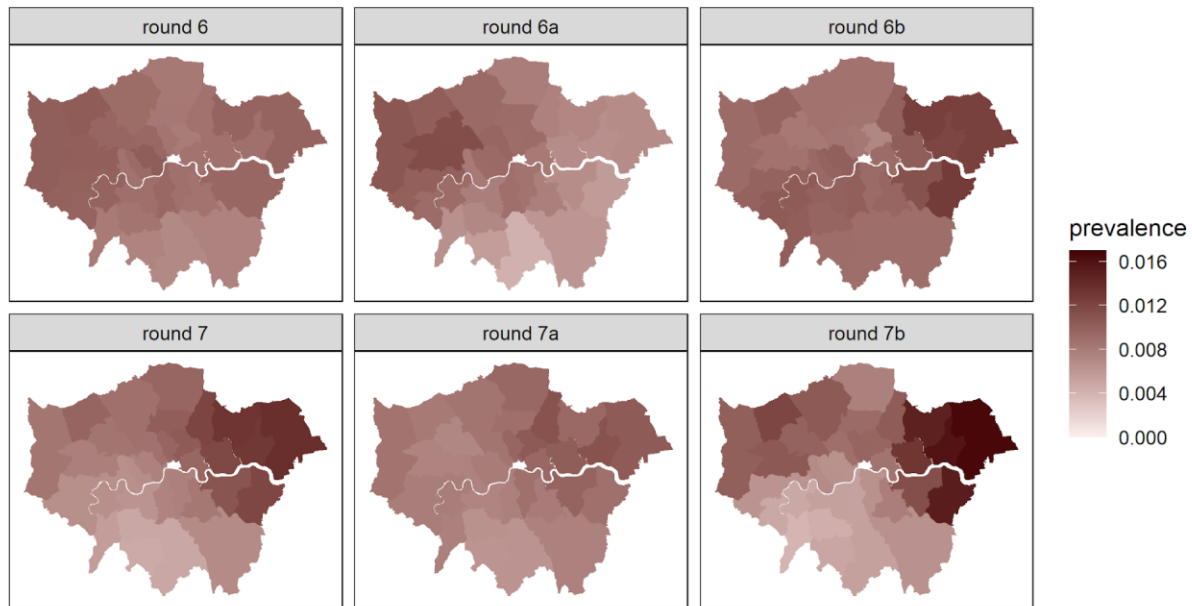 round 6
round 6a
round 6b
round 7
round 7a
round 7b
prevalence
0.016
0.012
0.008
0.004
0.000